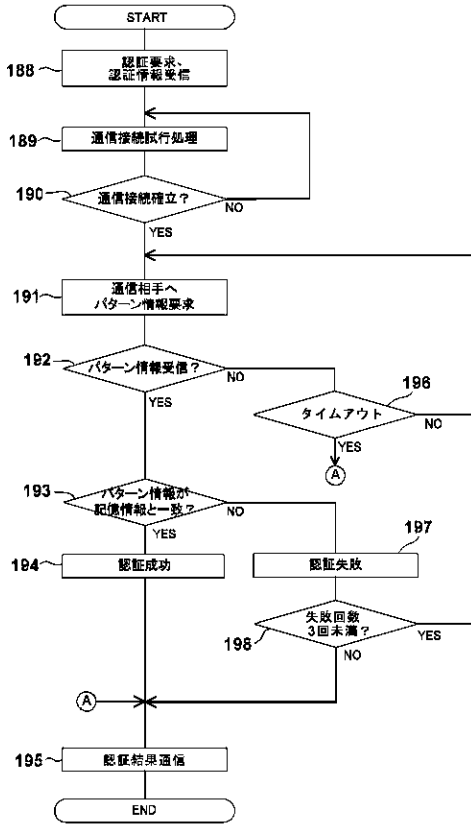 START
188
認証要求、
認証情報受信
189
通信接続試行処理
190
通信接続確立?
NO
YES
191
通信相手へ
パターン情報要求
192
パターン情報受信?
NO
YES
196
タイムアウト
NO
YES
A
193
パターン情報が
記憶情報と一致?
NO
YES
194
認証成功
197
認証失敗
198
失敗回数
3回未満?
YES
NO
A
195
認証結果通信
END